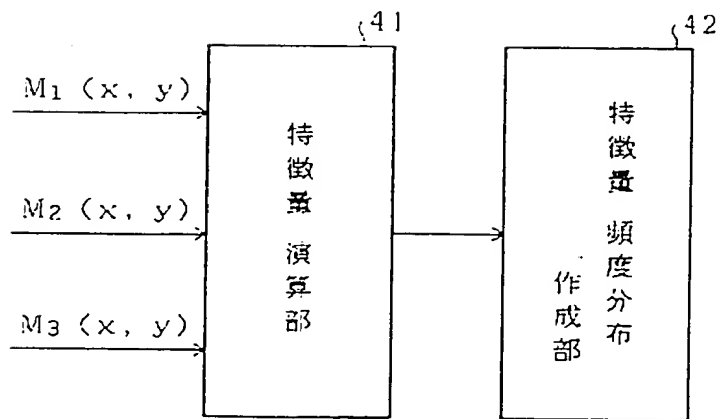 41
42
M1 (x, y)
M2 (x, y)
M3 (x, y)
特徴量 演算部
特徴量 頻度分布
作成部